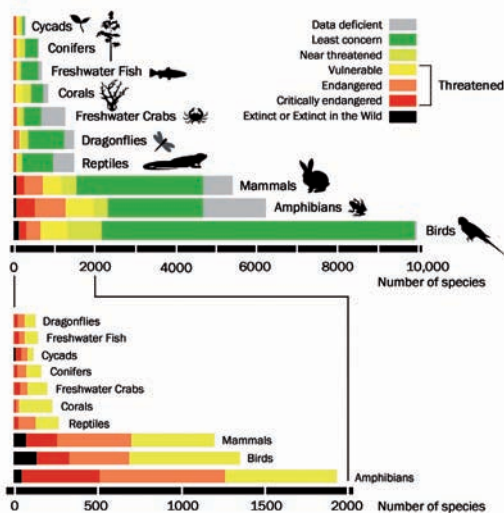 Cycads
Conifers
Freshwater Fish
Corals
Freshwater Crabs
Dragonflies
Reptiles
Mammals
Amphibians
Birds
Data deficient
Least concern
Near threatened
Vulnerable
Endangered
Critically endangered
Extinct or Extinct in the Wild
Threatened
0 2000 4000 6000 8000 10,000
Number of species
Dragonflies
Freshwater Fish
Cycads
Conifers
Freshwater Crabs
Corals
Reptiles
Mammals
Birds
Amphibians
0 500 1000 1500 2000
Number of species